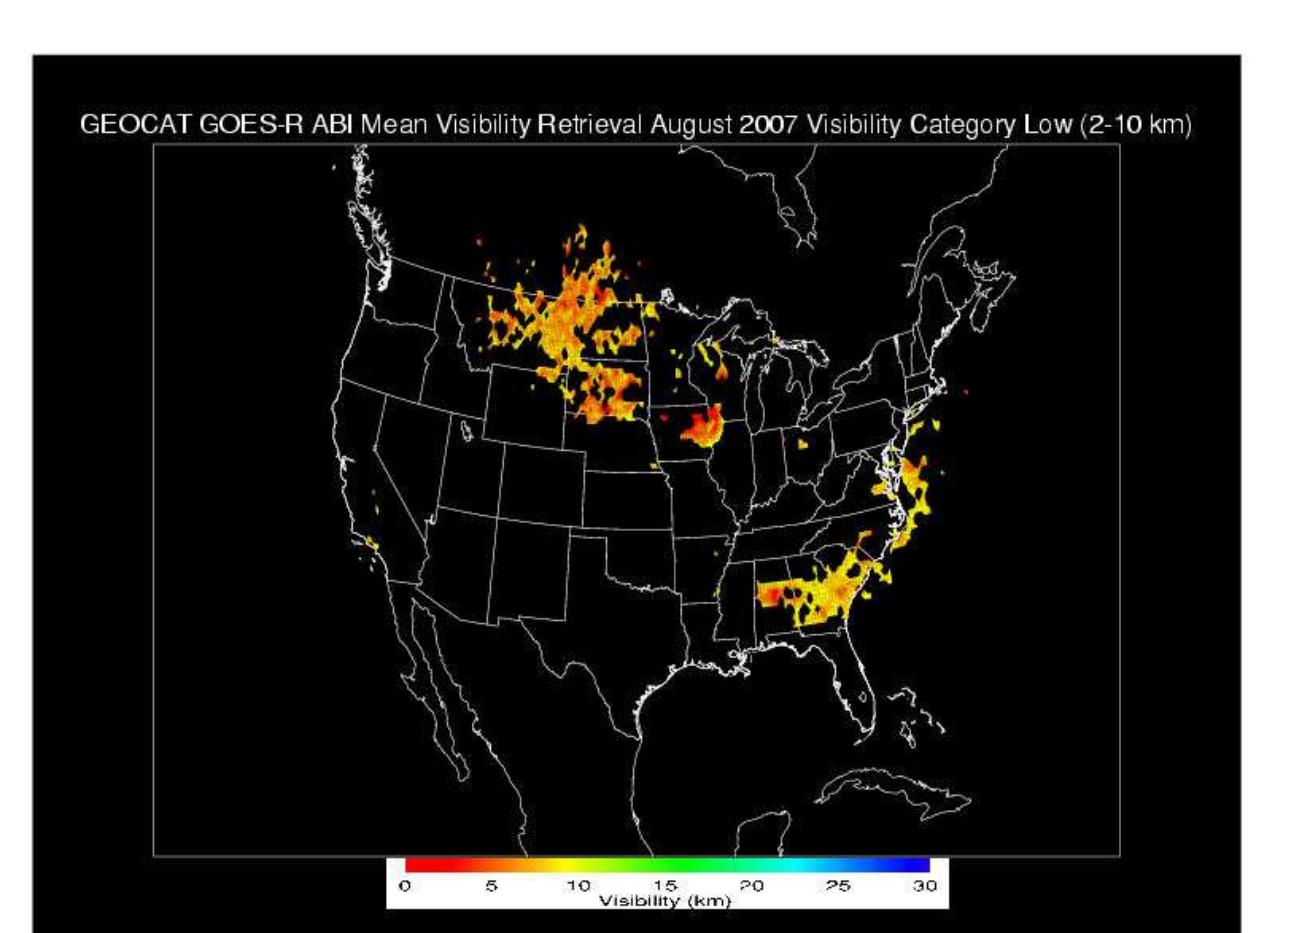 GEOCAT GOES-R ABI Mean Visibility Retrieval August 2007 Visibility Category Low (2-10 km)
0 5 10 15 20 25 30
Visibility (km)